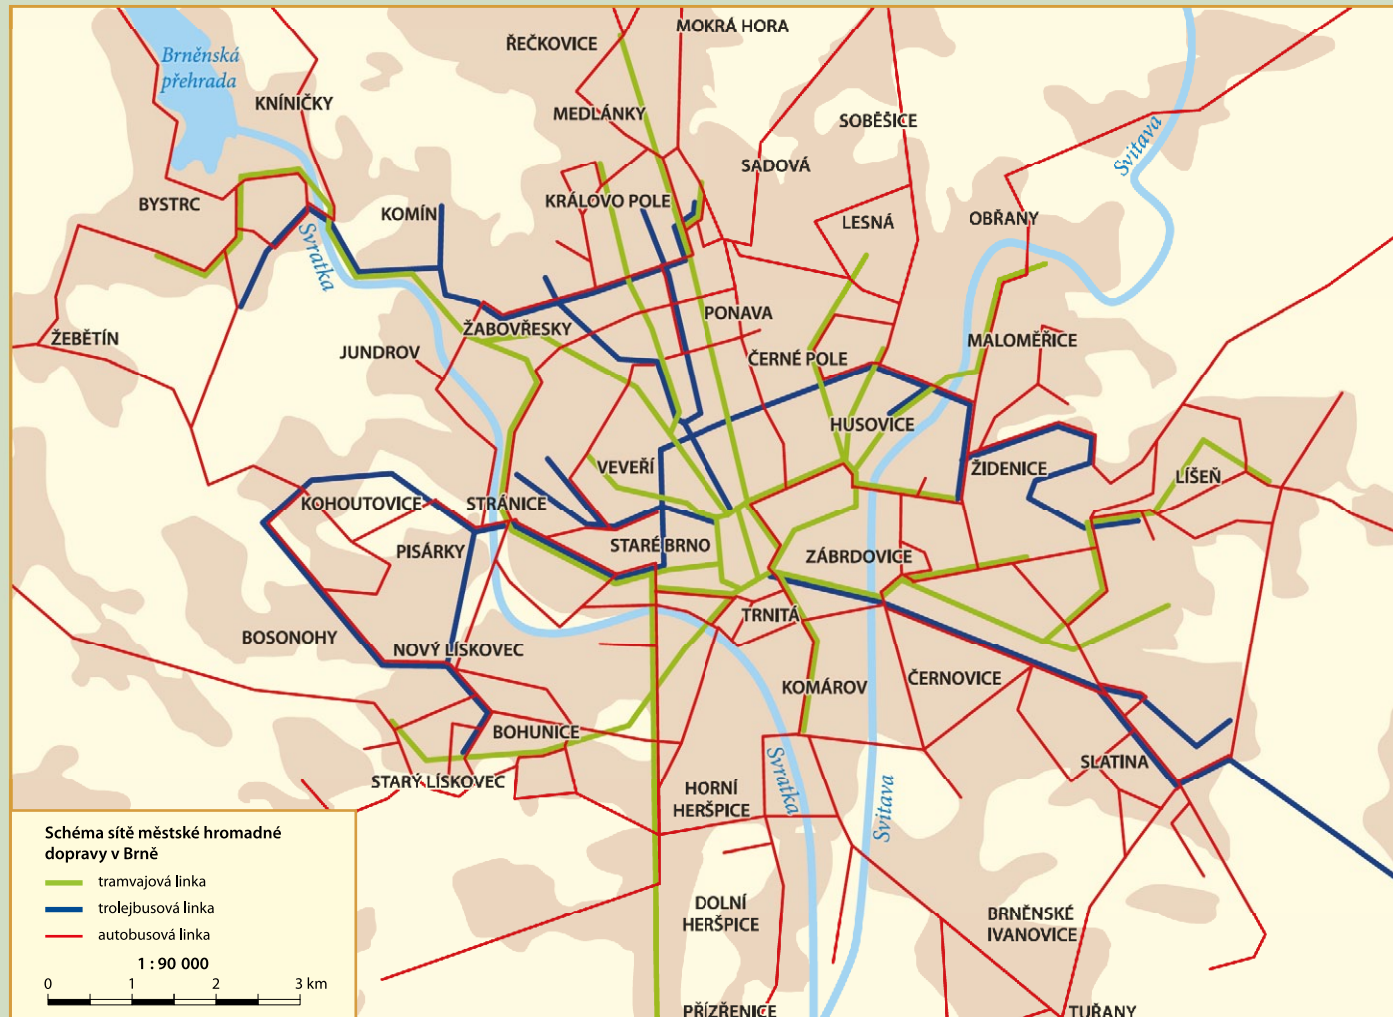 MOKRÁ HORA
ŘEČKOVICE
Brněnská
přehrada
KNÍNIČKY
MEDLÁNKY
SOBĚŠICE
Svitava
SADOVÁ
BYSTRC
KOMÍN
KRÁLOVO POLE
LESNÁ
OBŘANY
Svratka
ŽEBĚTÍN
JUNDROV
ŽABOVŘESKY
PONAVA
ČERNÉ POLE
MALOMĚŘICE
HUSOVICE
VEVEŘÍ
ŽIDENICE
LÍŠEŇ
KOHOUTOVICE
STRÁNICE
PISÁRKY
STARÉ BRNO
ZÁBRDOVICE
TRNITÁ
BOSONOHY
NOVÝ LÍSKOVEC
KOMÁROV
ČERNOVICE
BOHUNICE
STARÝ LÍSKOVEC
SLATINA
Svratka
Svitava
HORNÍ
HERŠPICE
DOLNÍ
HERŠPICE
BRNĚNSKÉ
IVANOVICE
PŘÍZŘENICE
TUŘANY
Schéma sítě městské hromadné
dopravy v Brně
tramvajová linka
trolejbusová linka
autobusová linka
1 : 90 000
0 1 2 3 km